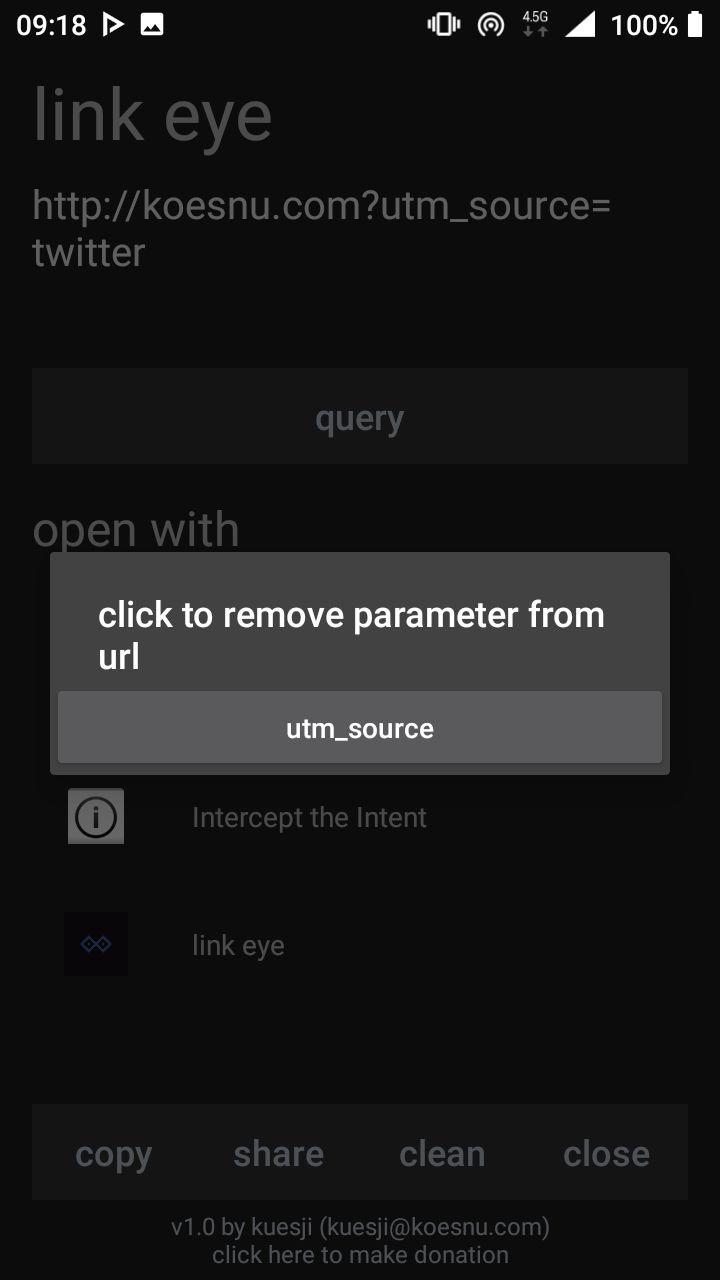 09:18
4.5G
100%
link eye
http://koesnu.com?utm_source=
twitter
query
open with
click to remove parameter from
url
utm_source
Intercept the Intent
link eye
copy share clean close
v1.0 by kuesji (kuesji@koesnu.com)
click here to make donation